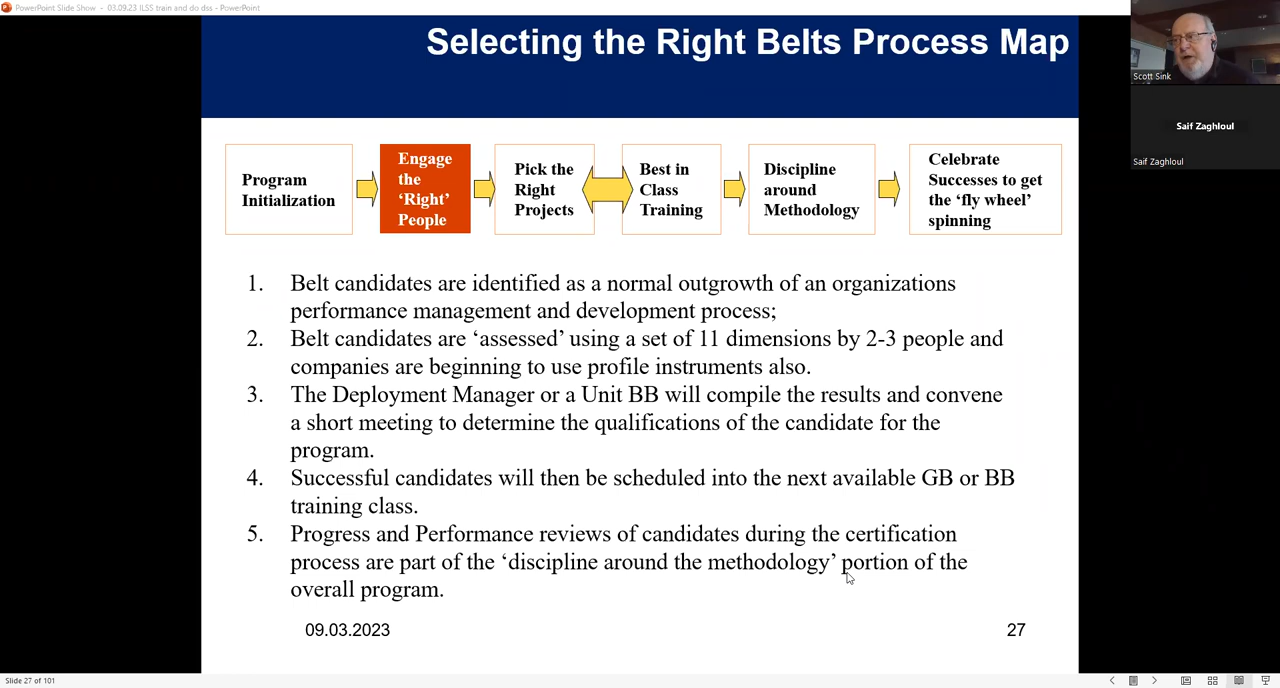 PowerPoint Slide Show - 03.09.23 ILSS train and do dss - PowerPoint
Selecting the Right Belts Process Map
Scott Sink
Saif Zaghloul
Saif Zaghloul
Program
Initialization
Engage
the
‘Right’
People
Pick the
Right
Projects
Best in
Class
Training
Discipline
around
Methodology
Celebrate
Successes to get
the ‘fly wheel’
spinning
1. Belt candidates are identified as a normal outgrowth of an organizations
performance management and development process;
2. Belt candidates are ‘assessed’ using a set of 11 dimensions by 2-3 people and
companies are beginning to use profile instruments also.
3. The Deployment Manager or a Unit BB will compile the results and convene
a short meeting to determine the qualifications of the candidate for the
program.
4. Successful candidates will then be scheduled into the next available GB or BB
training class.
5. Progress and Performance reviews of candidates during the certification
process are part of the ‘discipline around the methodology’ portion of the
overall program.
09.03.2023
27
Slide 27 of 101